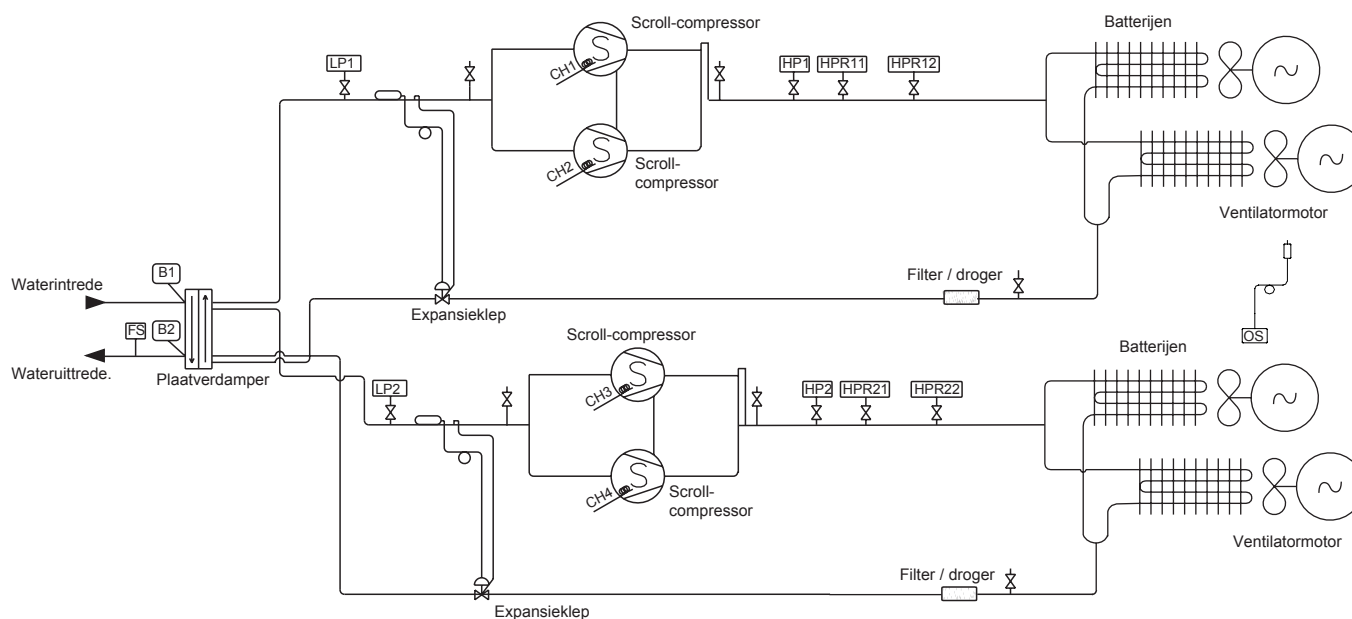 Scroll-compressor
Batterijen
LP1
CH1
HP1
HPR11
HPR12
CH2
Scroll-
compressor
Ventilatormotor
Waterintrede
B1
Filter / droger
Expansieklep
FS
B2
OS
Wateruittrede.
Plaatverdamper
Scroll-compressor
Batterijen
LP2
CH3
HP2
HPR21
HPR22
CH4
Scroll-
compressor
Ventilatormotor
Filter / droger
Expansieklep